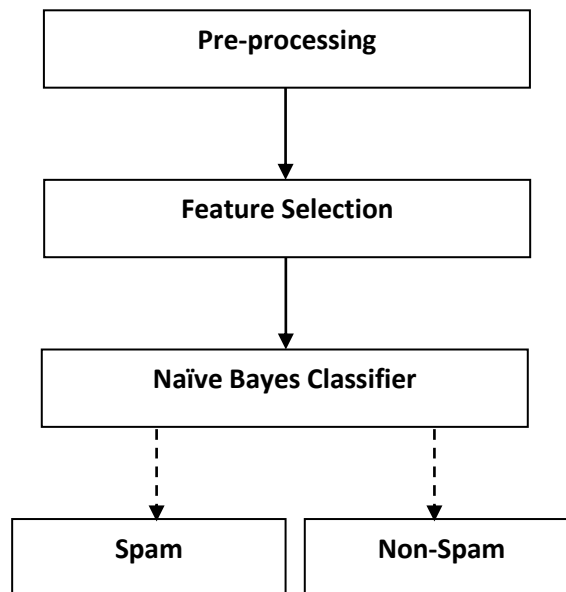 Pre-processing
Feature Selection
Naïve Bayes Classifier
Spam
Non-Spam